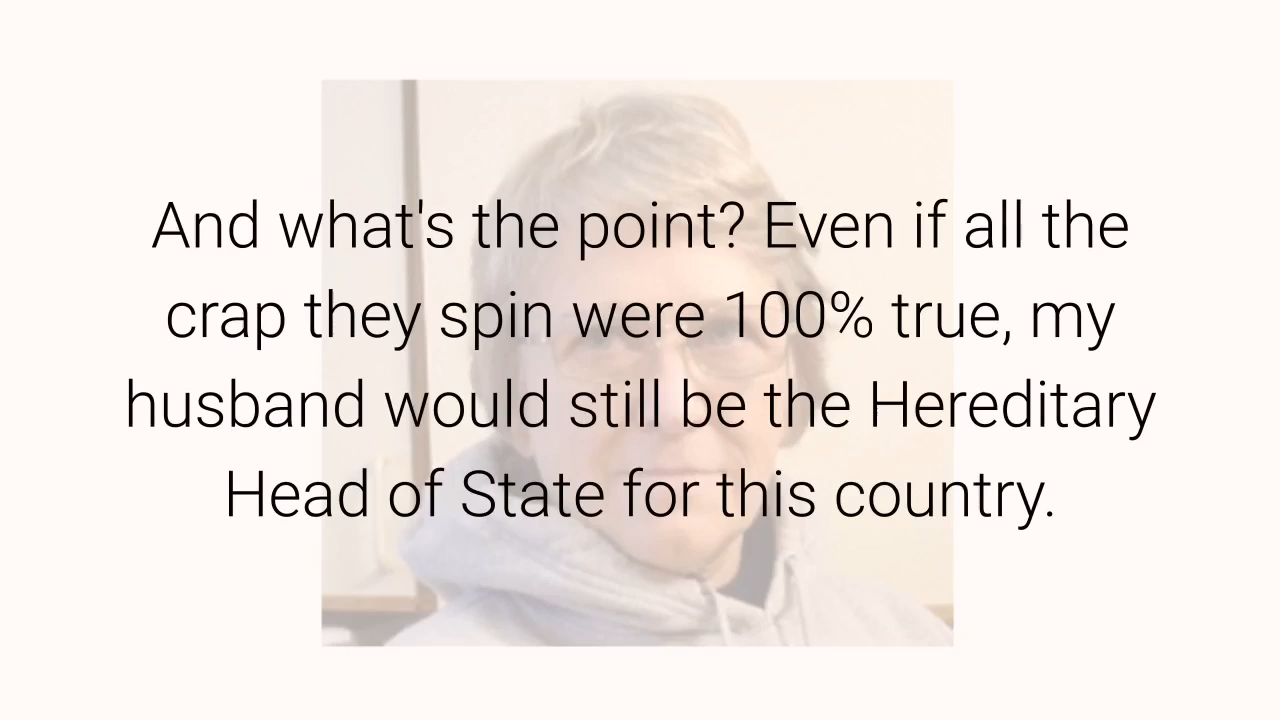 And what's the point? Even if all the
crap they spin were 100% true, my
husband would still be the Hereditary
Head of State for this country.